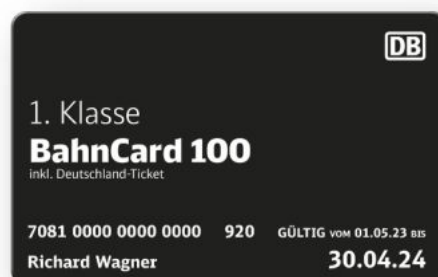 DB
1. Klasse
BahnCard 100
inkl. Deutschland-Ticket
7081 0000 0000 0000 920 GÜLTIG VOM 01.05.23 BIS
Richard Wagner 30.04.24